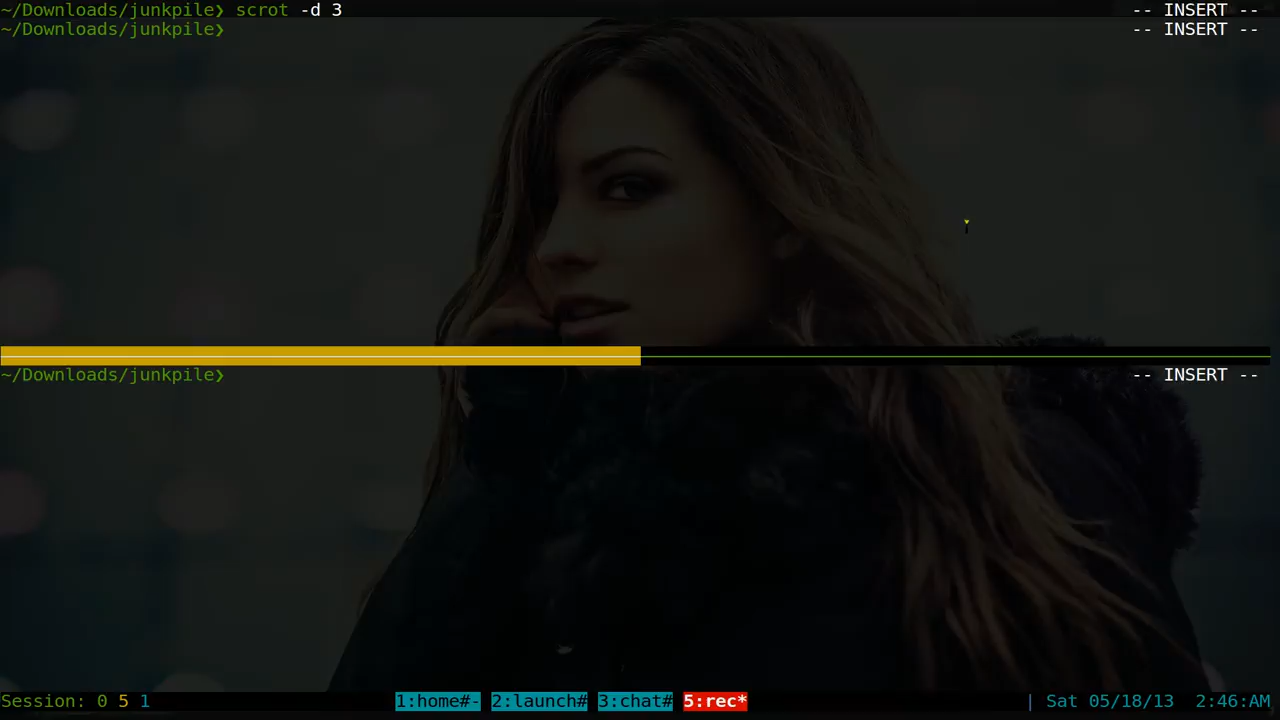 ~/Downloads/junkpile❯ scrot -d 3 -- INSERT --
~/Downloads/junkpile❯ -- INSERT --
~/Downloads/junkpile❯ -- INSERT --
Session: 0 5 1 1:home#- 2:launch# 3:chat# 5:rec* | Sat 05/18/13 2:46:AM